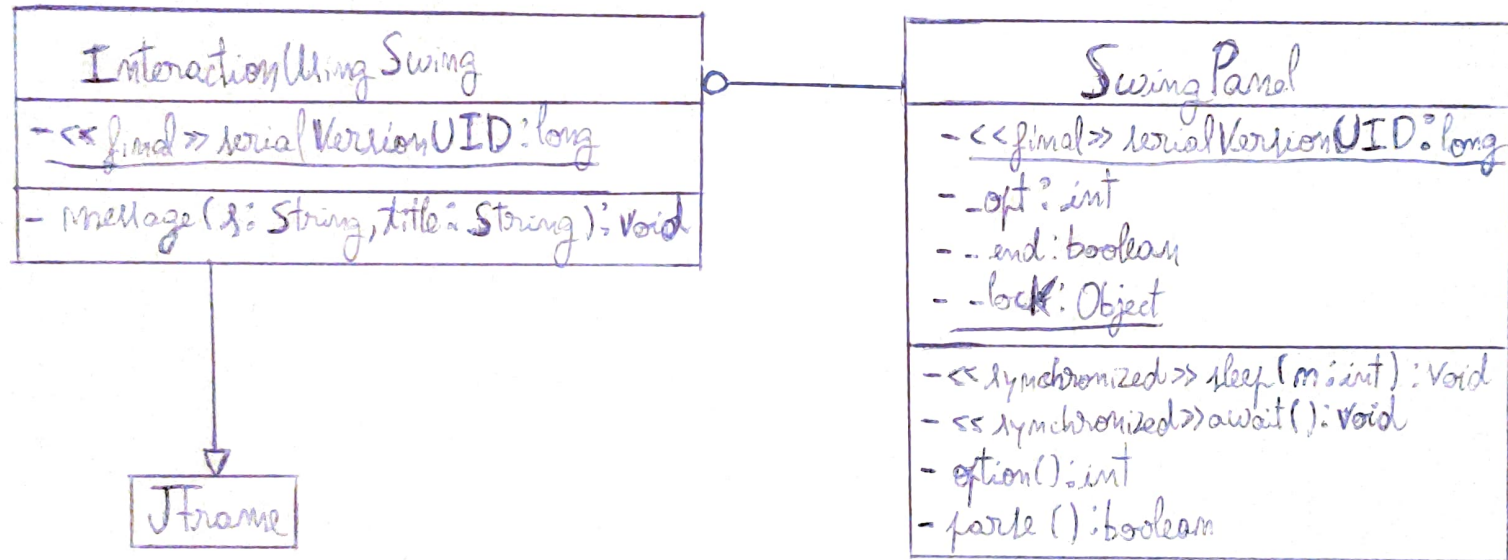 InteractionUsingSwing
-<<final>> serialVersionUID:long
- message(s: String, title: String): void
JFrame
SwingPanel
-<<final>> serialVersionUID:long
- _opt: int
- _end: boolean
- _lock: Object
-<<synchronized>> sleep(n: int): void
-<<synchronized>> await(): void
- option(): int
- parse(): boolean